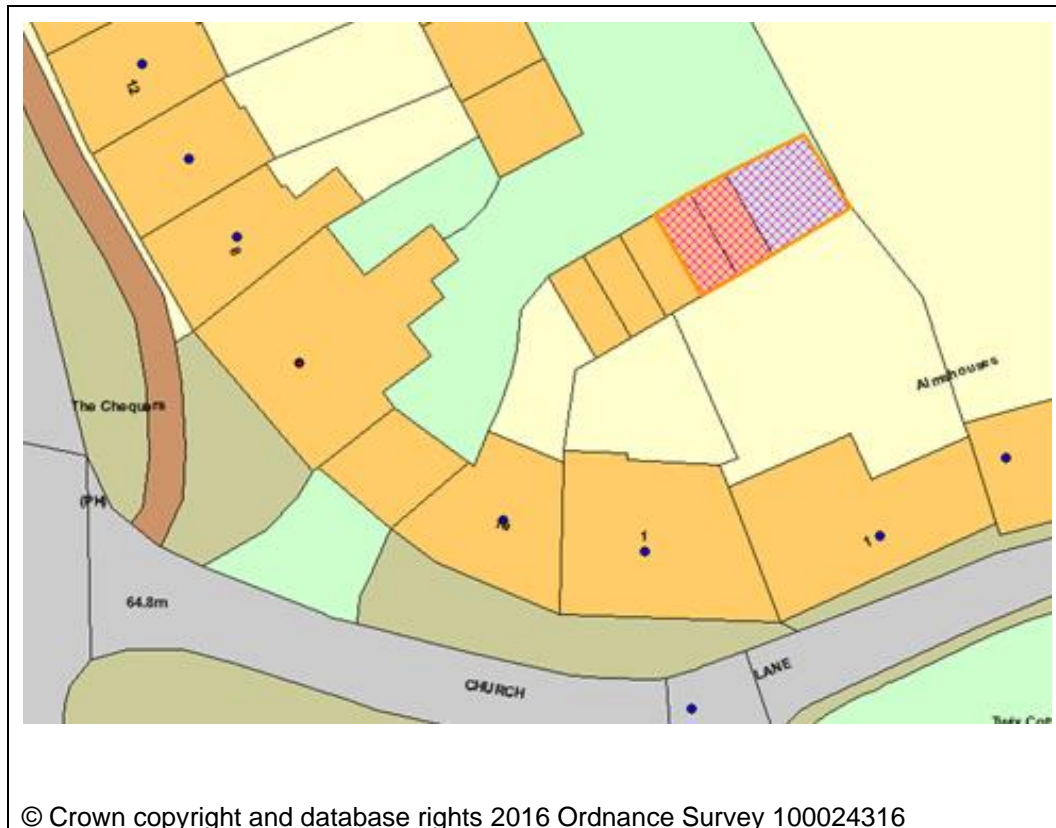 12
Almshouses
The Chequers
(PH)
1
1
64.8m
CHURCH
LANE
© Crown copyright and database rights 2016 Ordnance Survey 100024316